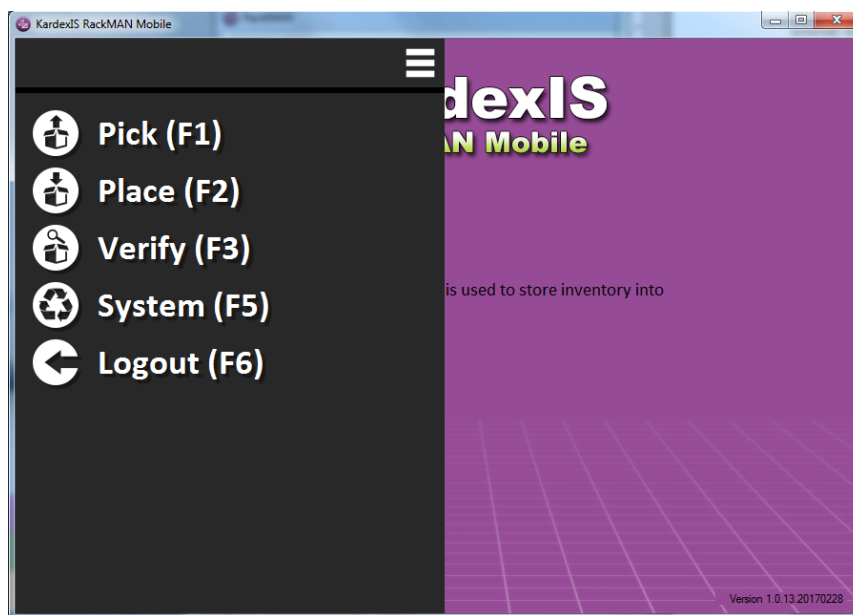 KardexIS RackMAN Mobile
dexIS
AN Mobile
Pick (F1)
Place (F2)
Verify (F3)
System (F5)
Logout (F6)
is used to store inventory into
Version 1.0.13.20170228